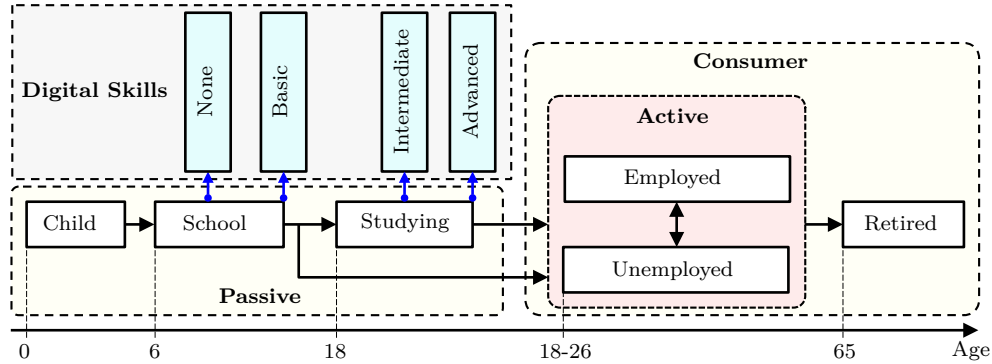 Digital Skills
None
Basic
Intermediate
Advanced
Consumer
Active
Employed
Unemployed
Child
School
Studying
Retired
Passive
0
6
18
18-26
65
Age